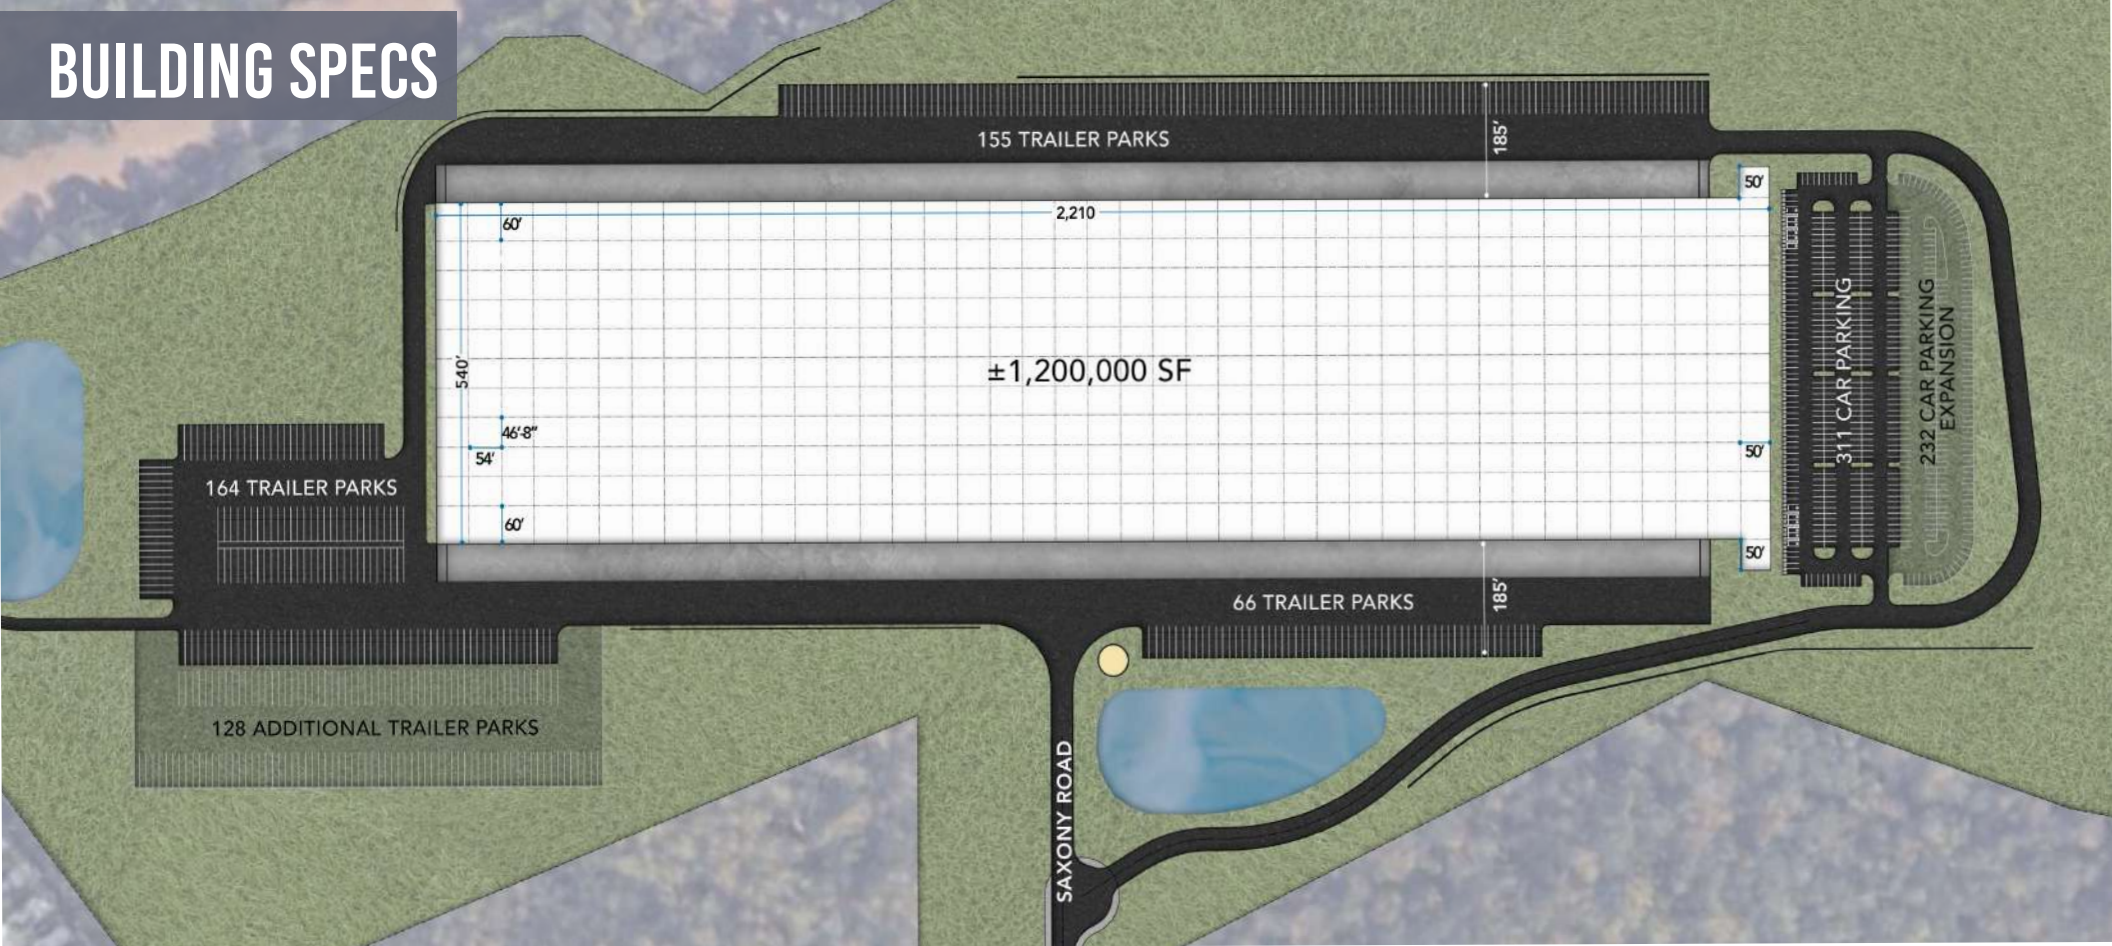 BUILDING SPECS
155 TRAILER PARKS
185'
50'
2,210
60'
±1,200,000 SF
540'
311 CAR PARKING
232 CAR PARKING
EXPANSION
46'-8"
54'
50'
164 TRAILER PARKS
60'
50'
66 TRAILER PARKS
185'
128 ADDITIONAL TRAILER PARKS
SAXONY ROAD